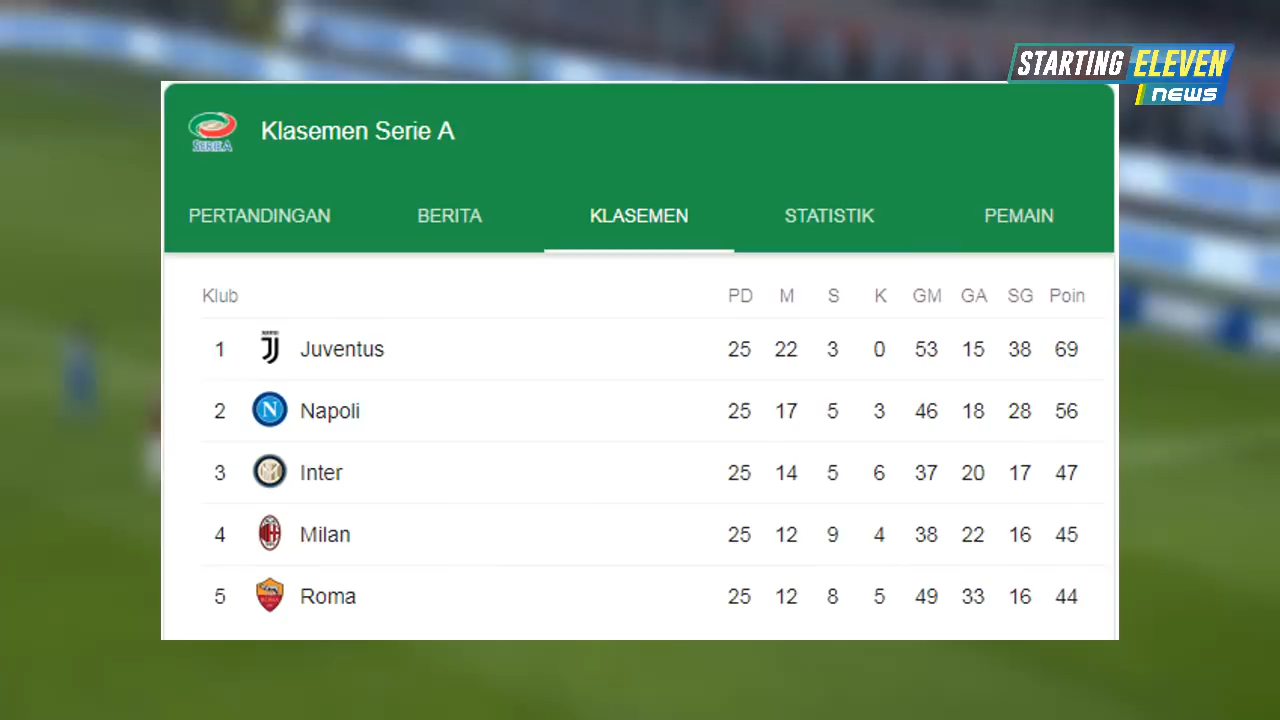 STARTING ELEVEN
news
SERIE A
Klasemen Serie A
PERTANDINGAN BERITA KLASEMEN STATISTIK PEMAIN
Klub PD M S K GM GA SG Poin
1 Juventus 25 22 3 0 53 15 38 69
2 N Napoli 25 17 5 3 46 18 28 56
3 Inter 25 14 5 6 37 20 17 47
4 Milan 25 12 9 4 38 22 16 45
5 Roma 25 12 8 5 49 33 16 44